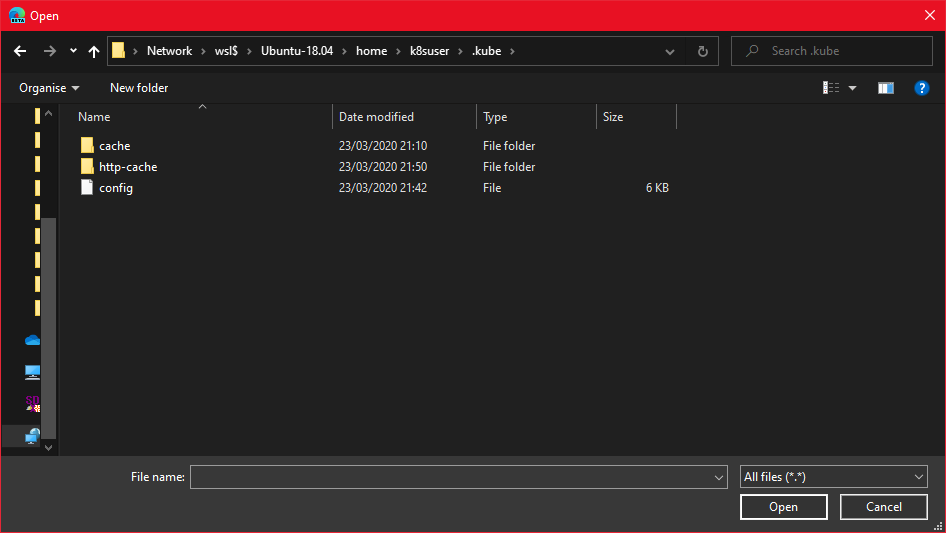 Open
Network > wsl$ > Ubuntu-18.04 > home > k8suser > .kube >
Search .kube
Organise
New folder
Name Date modified Type Size
cache 23/03/2020 21:10 File folder
http-cache 23/03/2020 21:50 File folder
config 23/03/2020 21:42 File 6 KB
File name:
All files (*.*)
Open
Cancel